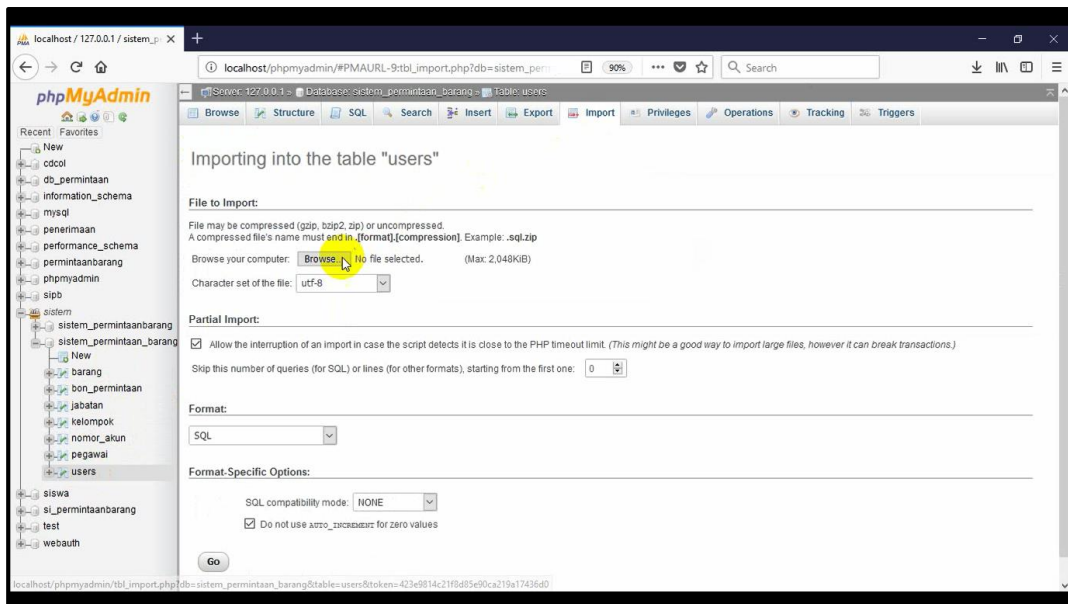 localhost / 127.0.0.1 / sistem_p
localhost/phpmyadmin/#PMAURL-9:tbl_import.php?db=sistem_perm
90%
Search
phpMyAdmin
Recent Favorites
New
cdcol
db_permintaan
information_schema
mysql
penerimaan
performance_schema
permintaanbarang
phpmyadmin
sipb
sistem
sistem_permintaanbarang
sistem_permintaan_barang
New
barang
bon_permintaan
jabatan
kelompok
nomor_akun
pegawai
users
siswa
si_permintaanbarang
test
webauth
Server: 127.0.0.1 » Database: sistem_permintaan_barang » Table: users
Browse Structure SQL Search Insert Export Import Privileges Operations Tracking Triggers
Importing into the table "users"
File to Import:
File may be compressed (gzip, bzip2, zip) or uncompressed.
A compressed file's name must end in .[format].[compression]. Example: .sql.zip
Browse your computer: Browse... No file selected. (Max: 2,048KiB)
Character set of the file: utf-8
Partial Import:
Allow the interruption of an import in case the script detects it is close to the PHP timeout limit. (This might be a good way to import large files, however it can break transactions.)
Skip this number of queries (for SQL) or lines (for other formats), starting from the first one: 0
Format:
SQL
Format-Specific Options:
SQL compatibility mode: NONE
Do not use AUTO_INCREMENT for zero values
Go
localhost/phpmyadmin/tbl_import.php?db=sistem_permintaan_barang&table=users&token=423e9814c21f8d85e90ca219a17436d0